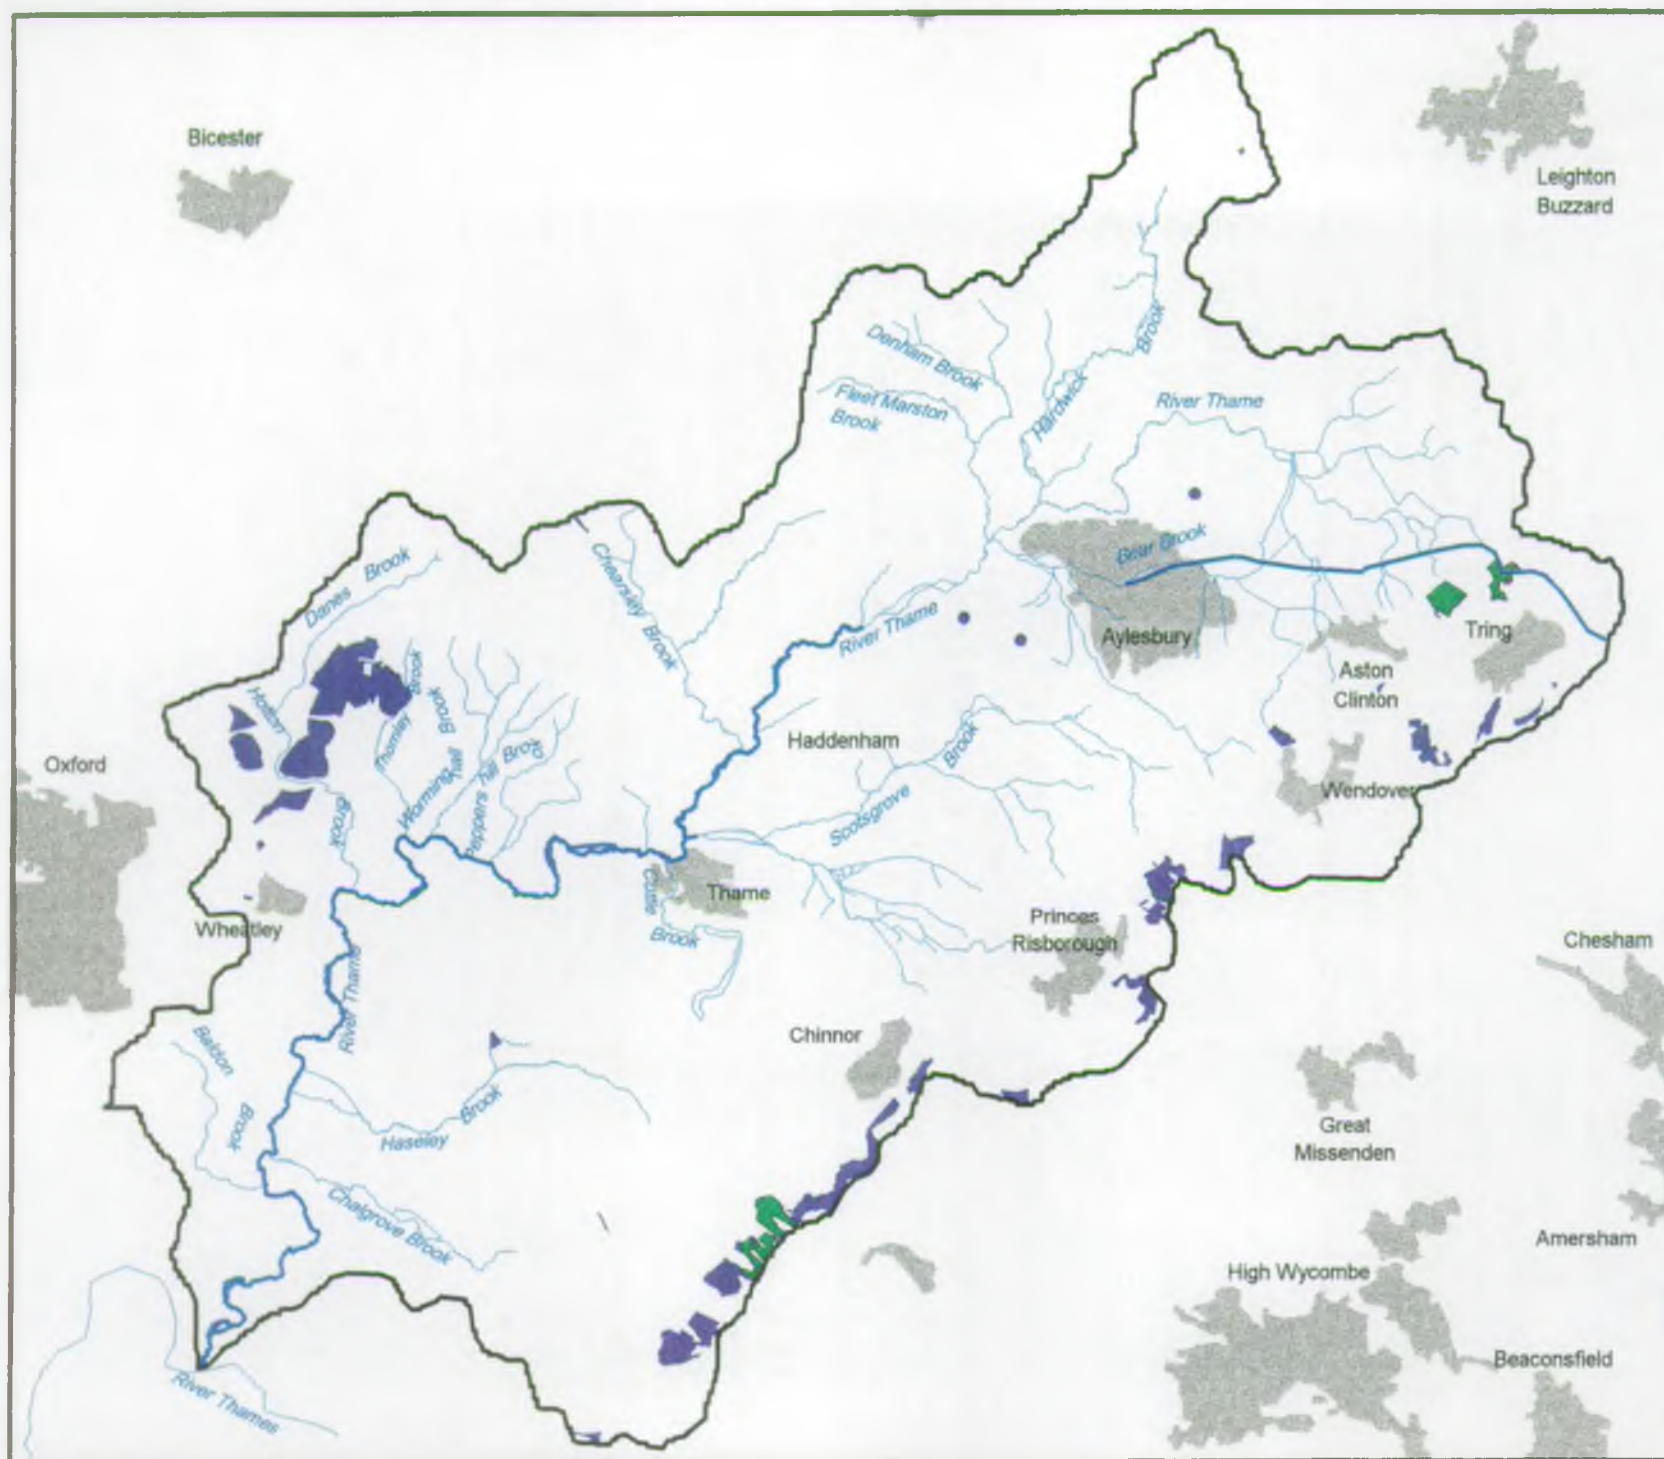 Bicester
Leighton
Buzzard
Denham Brook
Fleet Marston
Brook
Hardwick
Brook
River Thame
Bear Brook
Aylesbury
Tring
Aston
Clinton
Wendover
Danes Brook
Chearsley Brook
River Thame
Holton
Brook
Thomley
Brook
Worming
hall
Brook
Peppers hill Brook
Haddenham
Scotsgrove
Brook
Oxford
Wheatley
Thame
Cuttle
Brook
Princes
Risborough
Chesham
River Thame
Chinnor
Baldon
Brook
Haseley
Brook
Great
Missenden
Chalgrove Brook
Amersham
High Wycombe
Beaconsfield
River Thames